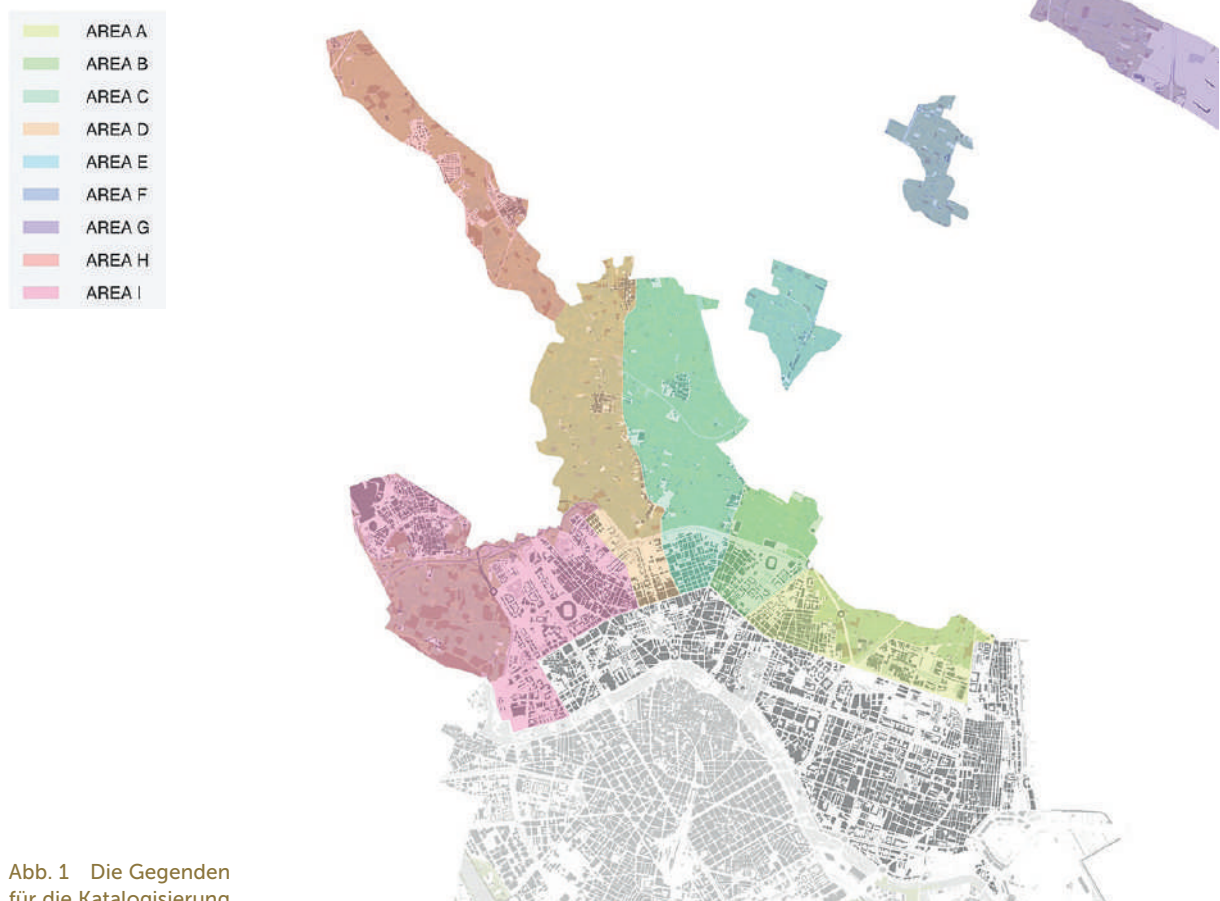 AREA A
AREA B
AREA C
AREA D
AREA E
AREA F
AREA G
AREA H
AREA I
Abb. 1 Die Gegenden
für die Katalogisierung